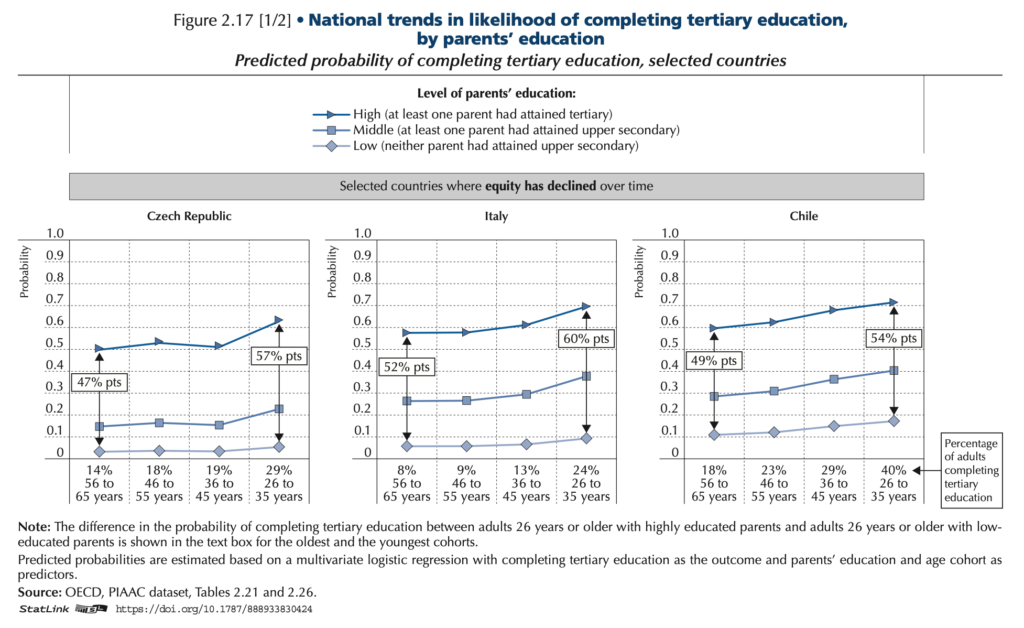 Figure 2.17 [1/2] • National trends in likelihood of completing tertiary education,
by parents’ education
Predicted probability of completing tertiary education, selected countries
Level of parents’ education:
High (at least one parent had attained tertiary)
Middle (at least one parent had attained upper secondary)
Low (neither parent had attained upper secondary)
Selected countries where equity has declined over time
Czech Republic
Probability
1.0
0.9
0.8
0.7
0.6
0.5
0.4
0.3
0.2
0.1
0
47% pts
57% pts
14% 18% 19% 29%
56 to 46 to 36 to 26 to
65 years 55 years 45 years 35 years
Italy
Probability
1.0
0.9
0.8
0.7
0.6
0.5
0.4
0.3
0.2
0.1
0
52% pts
60% pts
8% 9% 13% 24%
56 to 46 to 36 to 26 to
65 years 55 years 45 years 35 years
Chile
Probability
1.0
0.9
0.8
0.7
0.6
0.5
0.4
0.3
0.2
0.1
0
49% pts
54% pts
18% 23% 29% 40%
56 to 46 to 36 to 26 to
65 years 55 years 45 years 35 years
Percentage
of adults
completing
tertiary
education
Note: The difference in the probability of completing tertiary education between adults 26 years or older with highly educated parents and adults 26 years or older with low-
educated parents is shown in the text box for the oldest and the youngest cohorts.
Predicted probabilities are estimated based on a multivariate logistic regression with completing tertiary education as the outcome and parents’ education and age cohort as
predictors.
Source: OECD, PIAAC dataset, Tables 2.21 and 2.26.
StatLink https://doi.org/10.1787/888933830424